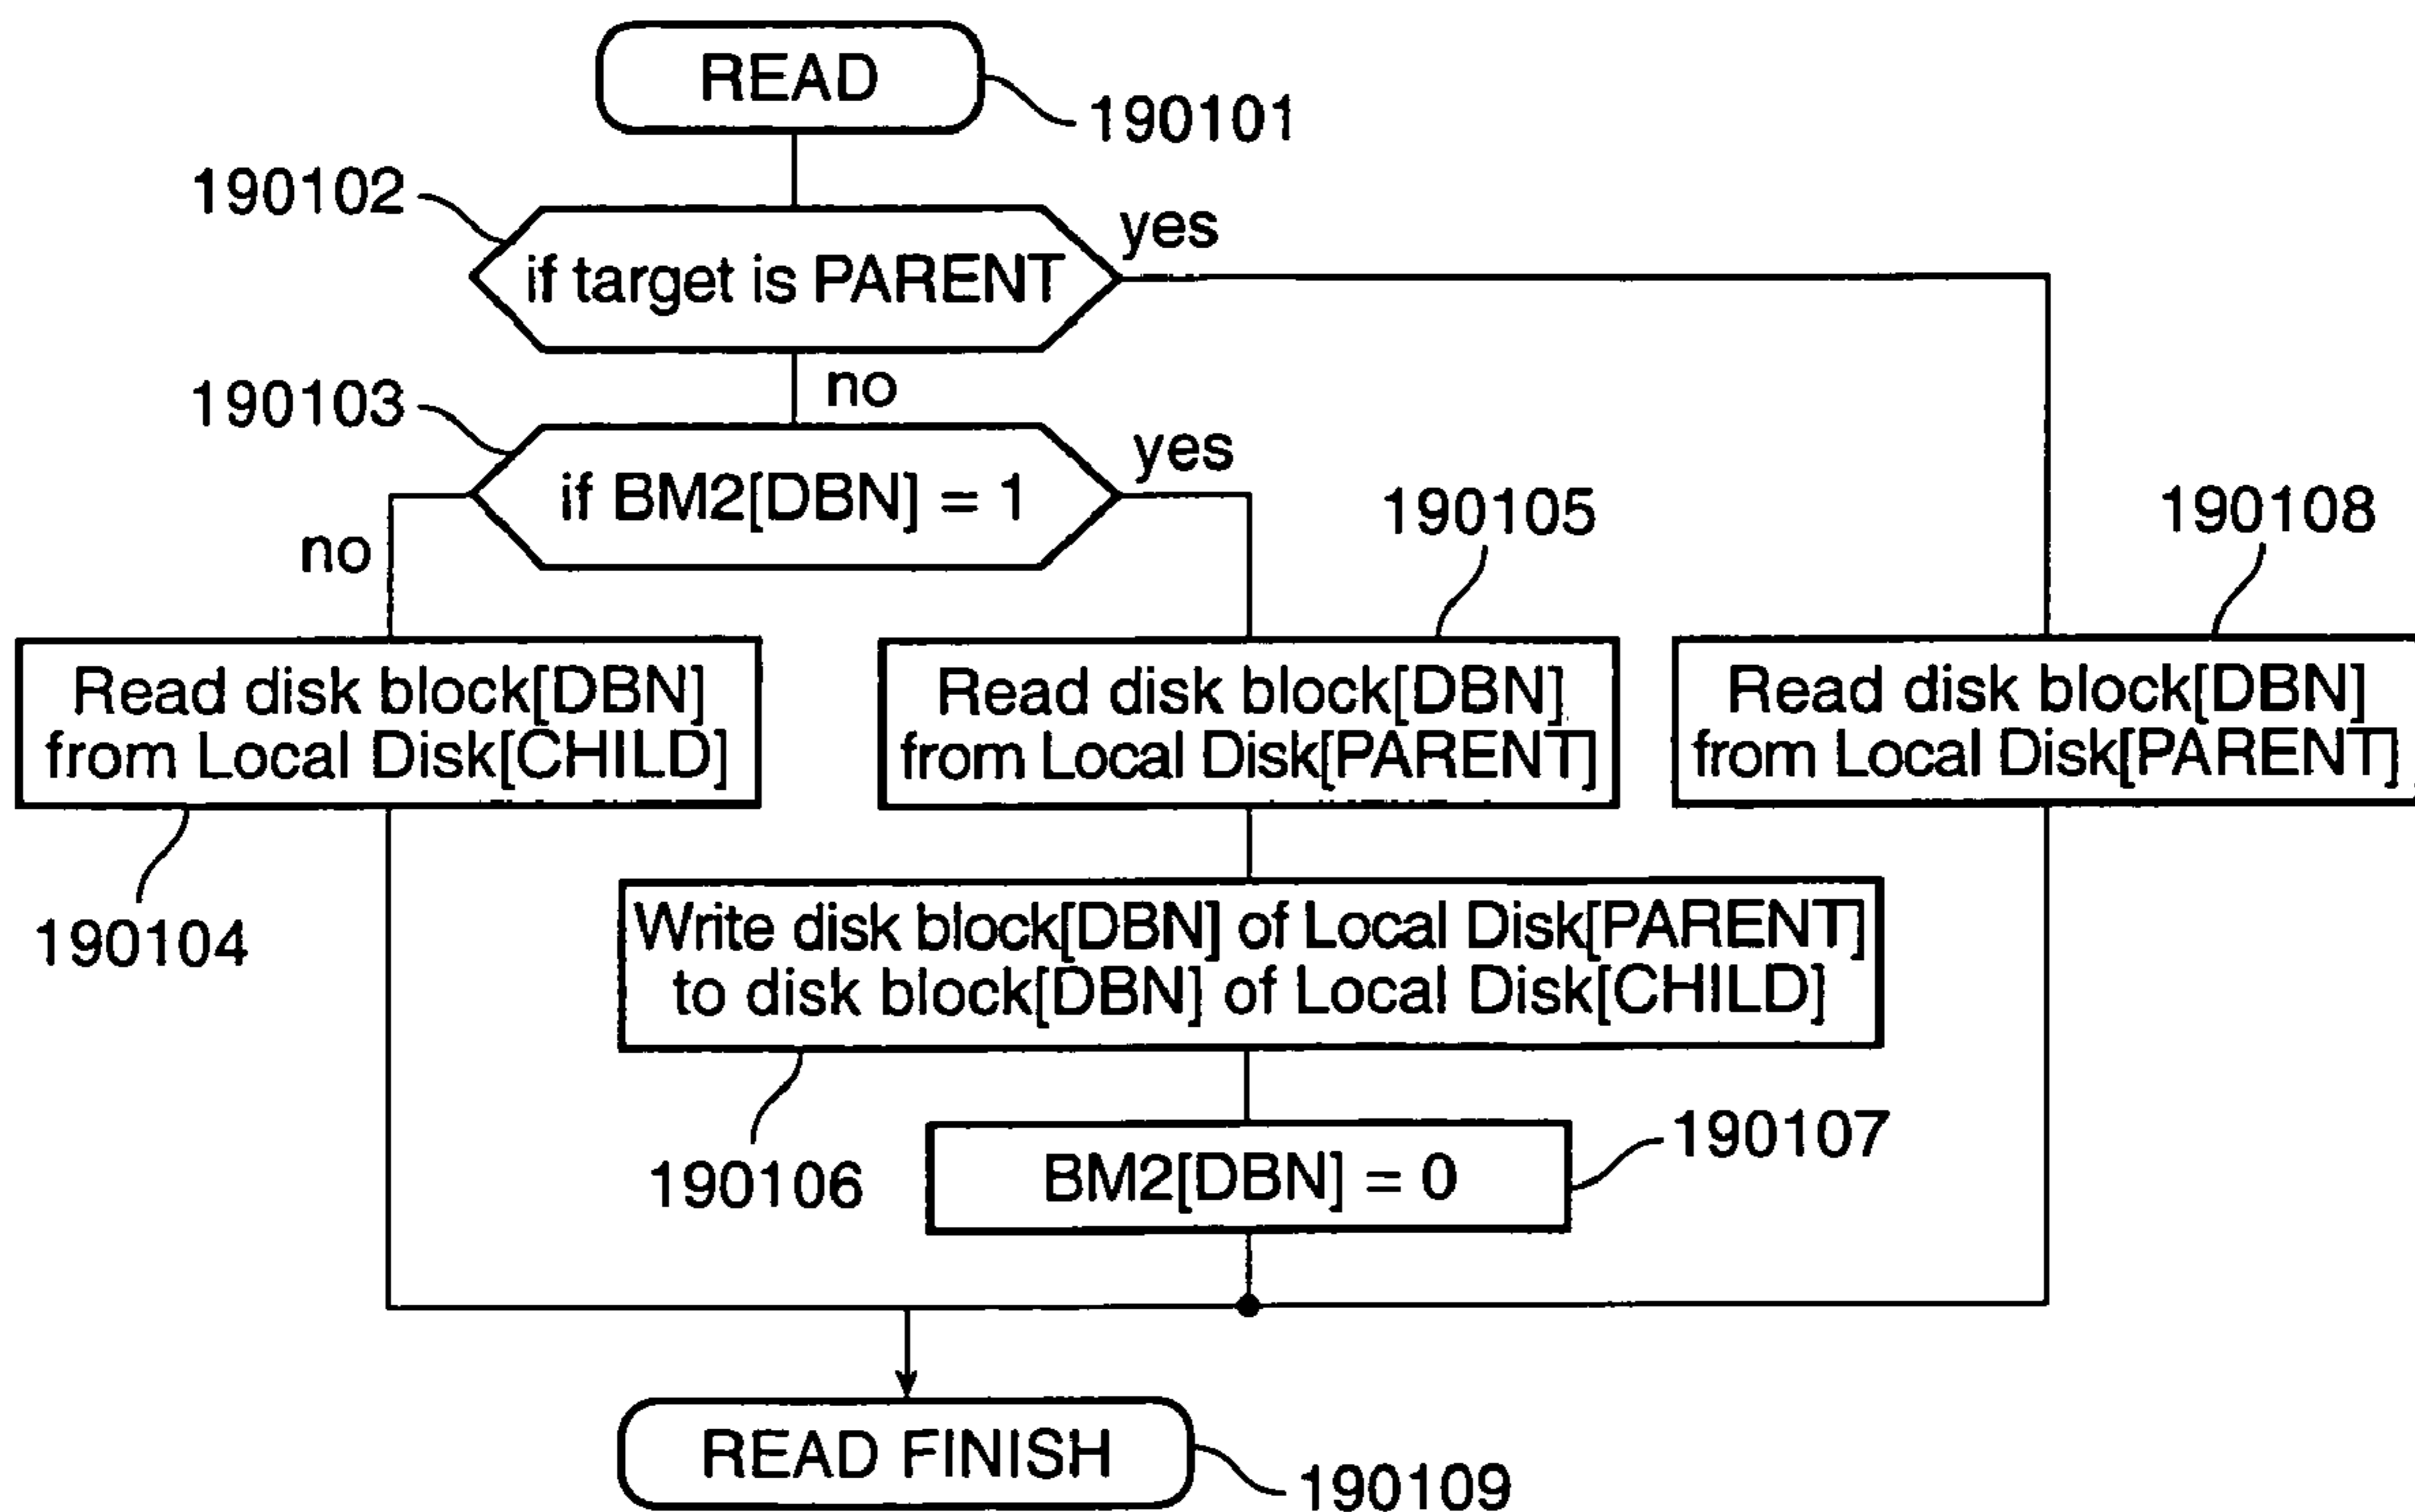 READ
190101
190102
if target is PARENT
yes
no
190103
if BM2[DBN] = 1
yes
no
190105
190108
Read disk block[DBN]
from Local Disk[CHILD]
Read disk block[DBN]
from Local Disk[PARENT]
Read disk block[DBN]
from Local Disk[PARENT]
190104
Write disk block[DBN] of Local Disk[PARENT]
to disk block[DBN] of Local Disk[CHILD]
190106
BM2[DBN] = 0
190107
READ FINISH
190109